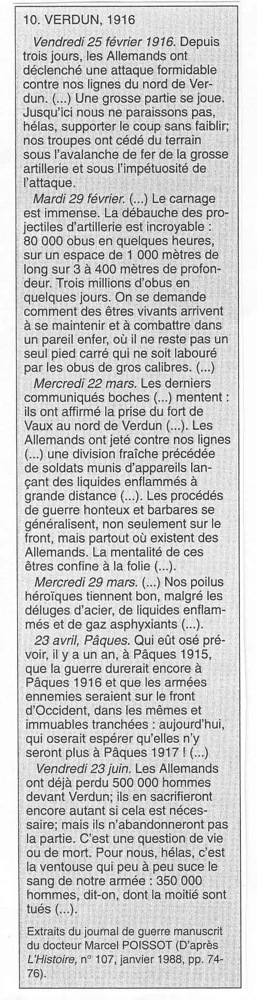 10. VERDUN, 1916
Vendredi 25 février 1916. Depuis
trois jours, les Allemands ont
déclenché une attaque formidable
contre nos lignes du nord de Ver-
dun. (...) Une grosse partie se joue.
Jusqu'ici nous ne paraissons pas,
hélas, supporter le coup sans faiblir;
nos troupes ont cédé du terrain
sous l'avalanche de fer de la grosse
artillerie et sous l'impétuosité de
l'attaque.
Mardi 29 février. (...) Le carnage
est immense. La débauche des pro-
jectiles d'artillerie est incroyable :
80 000 obus en quelques heures,
sur un espace de 1 000 mètres de
long sur 3 à 400 mètres de profon-
deur. Trois millions d'obus en
quelques jours. On se demande
comment des êtres vivants arrivent
à se maintenir et à combattre dans
un pareil enfer, où il ne reste pas un
seul pied carré qui ne soit labouré
par les obus de gros calibres. (...)
Mercredi 22 mars. Les derniers
communiqués boches (...) mentent :
ils ont affirmé la prise du fort de
Vaux au nord de Verdun (...). Les
Allemands ont jeté contre nos lignes
(...) une division fraîche précédée
de soldats munis d'appareils lan-
çant des liquides enflammés à
grande distance (...). Les procédés
de guerre honteux et barbares se
généralisent, non seulement sur le
front, mais partout où existent des
Allemands. La mentalité de ces
êtres confine à la folie (...).
Mercredi 29 mars. (...) Nos poilus
héroïques tiennent bon, malgré les
déluges d'acier, de liquides enflam-
més et de gaz asphyxiants (...).
23 avril, Pâques. Qui eût osé pré-
voir, il y a un an, à Pâques 1915,
que la guerre durerait encore à
Pâques 1916 et que les armées
ennemies seraient sur le front
d'Occident, dans les mêmes et
immuables tranchées : aujourd'hui,
qui oserait espérer qu'elles n'y
seront plus à Pâques 1917 ! (...)
Vendredi 23 juin. Les Allemands
ont déjà perdu 500 000 hommes
devant Verdun; ils en sacrifieront
encore autant si cela est néces-
saire; mais ils n'abandonneront pas
la partie. C'est une question de vie
ou de mort. Pour nous, hélas, c'est
la ventouse qui peu à peu suce le
sang de notre armée : 350 000
hommes, dit-on, dont la moitié sont
tués (...).
Extraits du journal de guerre manuscrit
du docteur Marcel POISSOT (D'après
L'Histoire, n° 107, janvier 1988, pp. 74-
76).